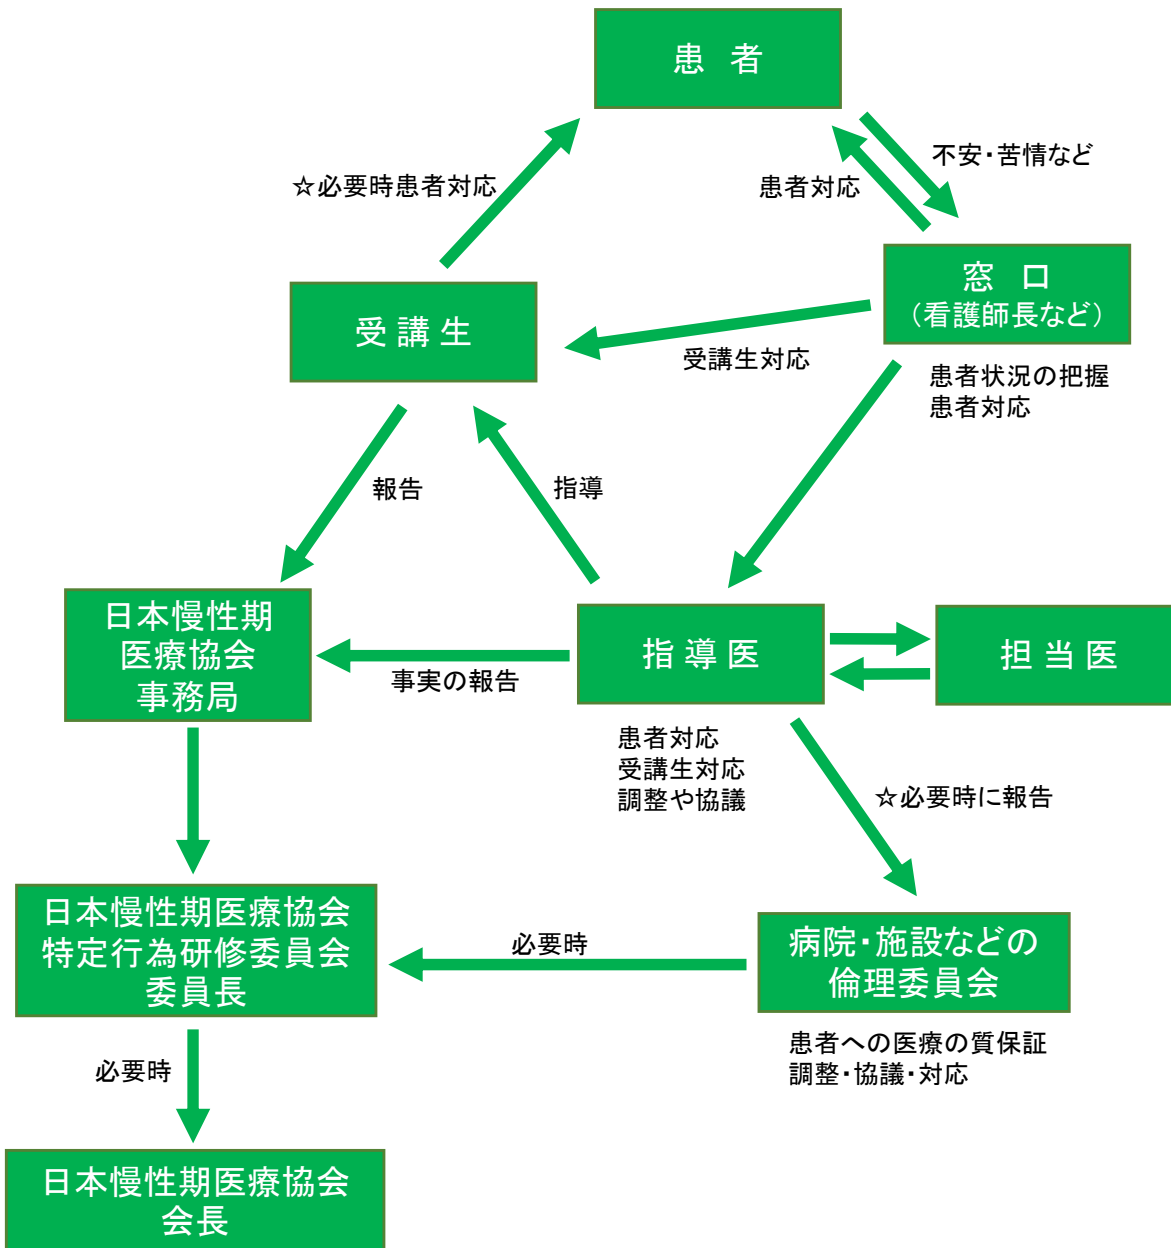 患 者
不安・苦情など
☆必要時患者対応
患者対応
窓 口
（看護師長など）
受講生
受講生対応
患者状況の把握
患者対応
報告
指導
日本慢性期
医療協会
事務局
指導医
担当医
事実の報告
患者対応
受講生対応
調整や協議
☆必要時に報告
日本慢性期医療協会
特定行為研修委員会
委員長
必要時
病院・施設などの
倫理委員会
患者への医療の質保証
調整・協議・対応
必要時
日本慢性期医療協会
会長